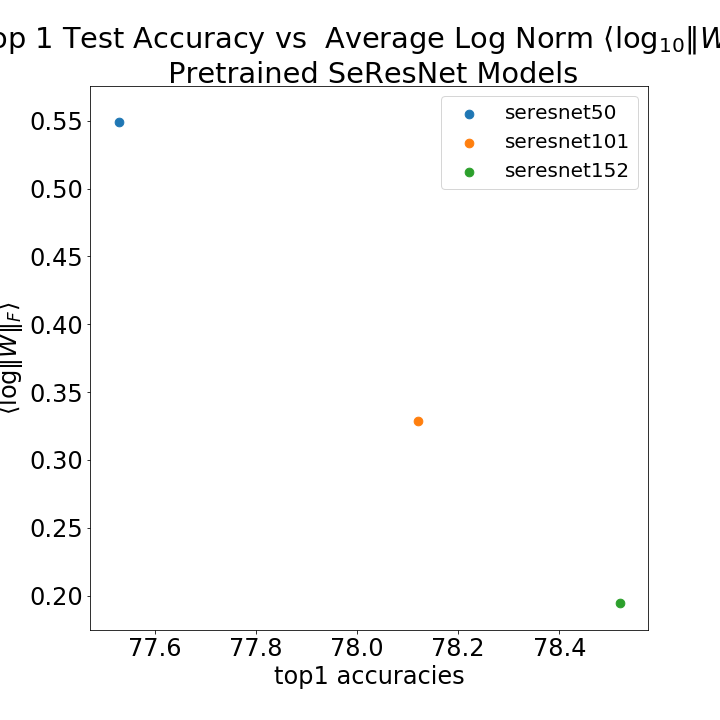 op 1 Test Accuracy vs Average Log Norm ⟨log₁₀‖W
Pretrained SeResNet Models
seresnet50
seresnet101
seresnet152
0.55
0.50
0.45
0.40
0.35
0.30
0.25
0.20
⟨log‖W‖_F⟩
77.6 77.8 78.0 78.2 78.4
top1 accuracies